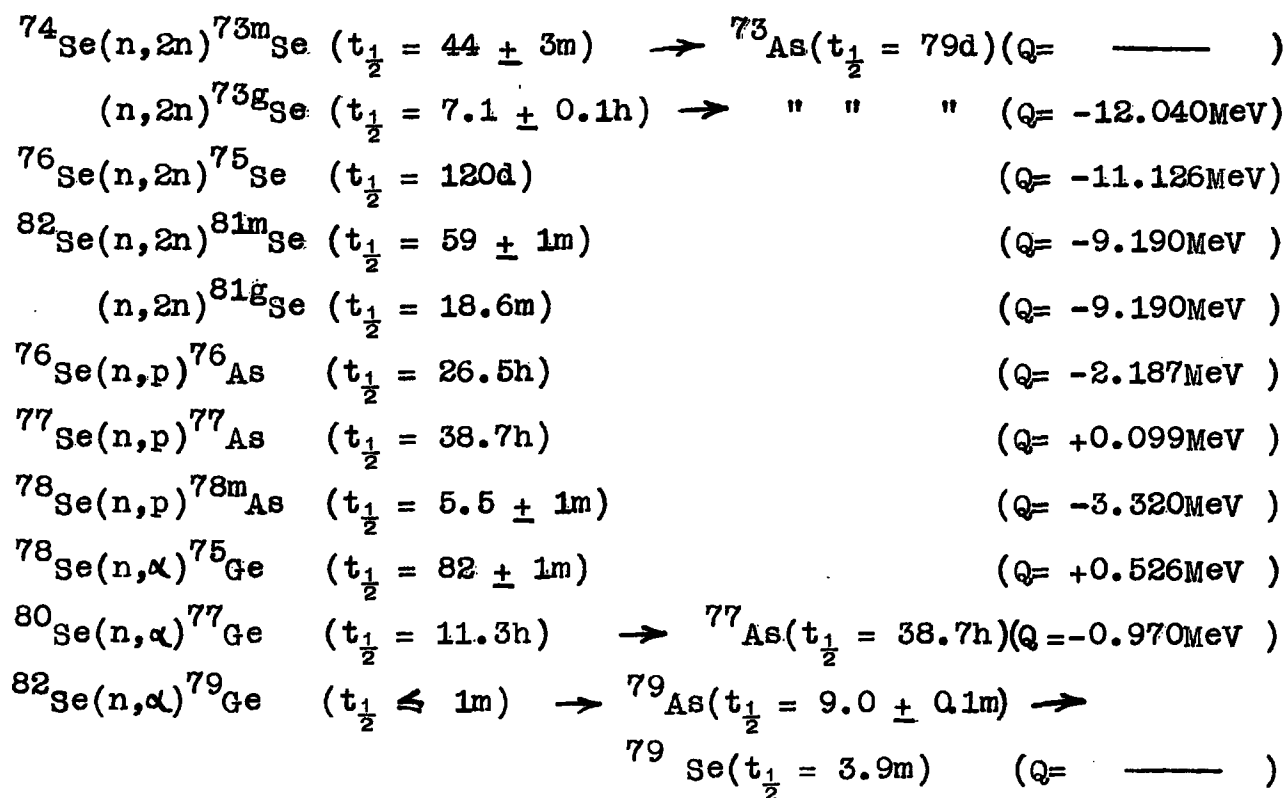 ⁷⁴Se(n,2n)⁷³ᵐSe (t½ = 44 ± 3m) → ⁷³As(t½ = 79d)(Q= —— )
(n,2n)⁷³ᵍSe (t½ = 7.1 ± 0.1h) → " " " (Q= -12.040MeV)
⁷⁶Se(n,2n)⁷⁵Se (t½ = 120d) (Q= -11.126MeV)
⁸²Se(n,2n)⁸¹ᵐSe (t½ = 59 ± 1m) (Q= -9.190MeV )
(n,2n)⁸¹ᵍSe (t½ = 18.6m) (Q= -9.190MeV )
⁷⁶Se(n,p)⁷⁶As (t½ = 26.5h) (Q= -2.187MeV )
⁷⁷Se(n,p)⁷⁷As (t½ = 38.7h) (Q= +0.099MeV )
⁷⁸Se(n,p)⁷⁸ᵐAs (t½ = 5.5 ± 1m) (Q= -3.320MeV )
⁷⁸Se(n,α)⁷⁵Ge (t½ = 82 ± 1m) (Q= +0.526MeV )
⁸⁰Se(n,α)⁷⁷Ge (t½ = 11.3h) → ⁷⁷As(t½ = 38.7h)(Q =-0.970MeV )
⁸²Se(n,α)⁷⁹Ge (t½ ≤ 1m) → ⁷⁹As(t½ = 9.0 ± 0.1m) →
⁷⁹Se(t½ = 3.9m) (Q= —— )